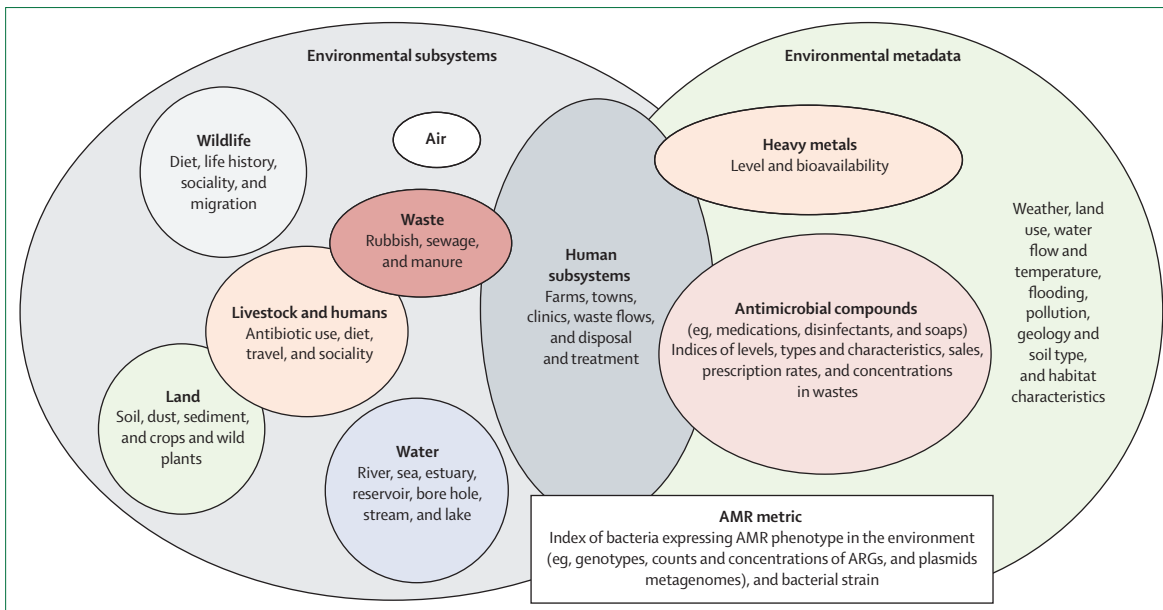 Environmental subsystems
Environmental metadata
Wildlife
Diet, life history,
sociality, and
migration
Air
Heavy metals
Level and bioavailability
Waste
Rubbish, sewage,
and manure
Human
subsystems
Farms, towns,
clinics, waste flows,
and disposal
and treatment
Weather, land
use, water
flow and
temperature,
flooding,
pollution,
geology and
soil type,
and habitat
characteristics
Livestock and humans
Antibiotic use, diet,
travel, and sociality
Antimicrobial compounds
(eg, medications, disinfectants, and soaps)
Indices of levels, types and characteristics, sales,
prescription rates, and concentrations
in wastes
Land
Soil, dust, sediment,
and crops and wild
plants
Water
River, sea, estuary,
reservoir, bore hole,
stream, and lake
AMR metric
Index of bacteria expressing AMR phenotype in the environment
(eg, genotypes, counts and concentrations of ARGs, and plasmids
metagenomes), and bacterial strain